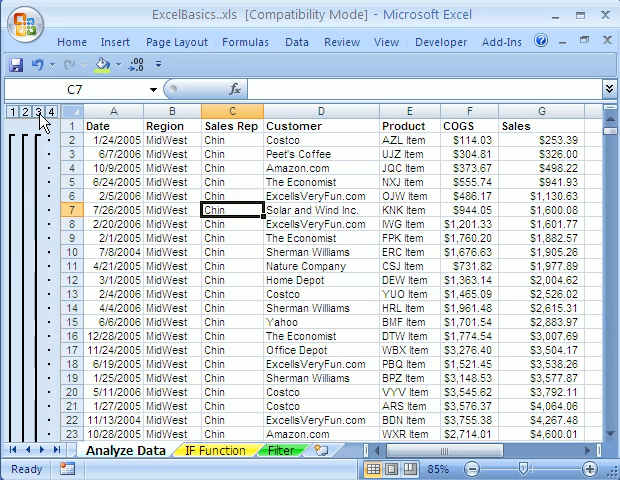 ExcelBasics..xls [Compatibility Mode] - Microsoft Excel
Home Insert Page Layout Formulas Data Review View Developer Add-Ins
C7 fx
1 2 3 4 A B C D E F G
1 Date Region Sales Rep Customer Product COGS Sales
2 1/24/2005 MidWest Chin Costco AZL Item $114.03 $253.39
3 6/7/2006 MidWest Chin Peet's Coffee UJZ Item $304.81 $326.00
4 10/9/2005 MidWest Chin Amazon.com JQC Item $373.67 $498.22
5 6/24/2005 MidWest Chin The Economist NXJ Item $555.74 $941.93
6 2/5/2006 MidWest Chin ExcellsVeryFun.com OJW Item $486.17 $1,130.63
7 7/26/2005 MidWest Chin Solar and Wind Inc. KNK Item $944.05 $1,600.08
8 2/20/2006 MidWest Chin ExcellsVeryFun.com IWG Item $1,201.33 $1,601.77
9 2/1/2005 MidWest Chin The Economist FPK Item $1,760.20 $1,882.57
10 7/8/2004 MidWest Chin Sherman Williams ERC Item $1,676.63 $1,905.26
11 4/21/2005 MidWest Chin Nature Company CSJ Item $731.82 $1,977.89
12 3/1/2005 MidWest Chin Home Depot DEW Item $1,363.14 $2,004.62
13 2/4/2006 MidWest Chin Costco YUO Item $1,465.09 $2,526.02
14 4/4/2006 MidWest Chin Sherman Williams HRL Item $1,961.48 $2,615.31
15 6/6/2006 MidWest Chin Yahoo BMF Item $1,701.54 $2,883.97
16 12/28/2005 MidWest Chin The Economist DTW Item $1,774.54 $3,007.69
17 11/24/2005 MidWest Chin Office Depot WBX Item $3,276.40 $3,504.17
18 6/19/2006 MidWest Chin ExcellsVeryFun.com PBQ Item $1,521.45 $3,538.26
19 1/25/2005 MidWest Chin Sherman Williams BPZ Item $3,148.53 $3,577.87
20 5/11/2006 MidWest Chin Costco VYV Item $3,545.62 $3,792.11
21 1/27/2005 MidWest Chin Costco ARS Item $3,576.37 $4,064.06
22 11/13/2004 MidWest Chin ExcellsVeryFun.com BDN Item $3,755.38 $4,267.48
23 10/28/2005 MidWest Chin Amazon.com WXR Item $2,714.01 $4,600.01
Analyze Data IF Function Filter
Ready 85%